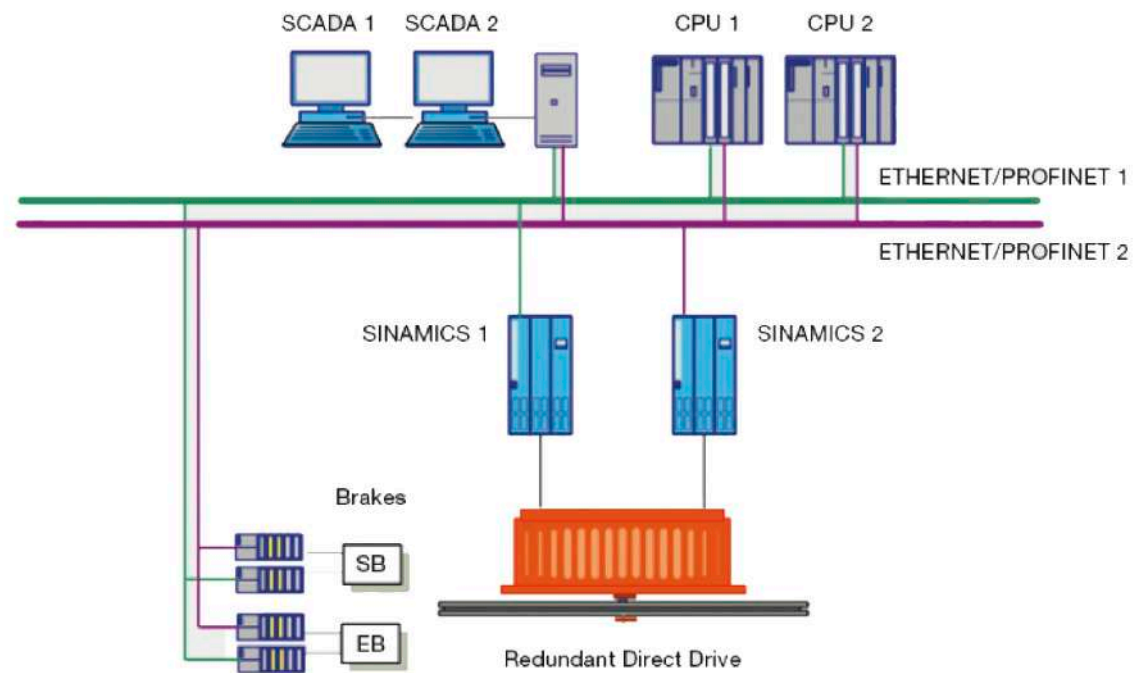 SCADA 1
SCADA 2
CPU 1
CPU 2
ETHERNET/PROFINET 1
ETHERNET/PROFINET 2
SINAMICS 1
SINAMICS 2
Brakes
SB
EB
Redundant Direct Drive